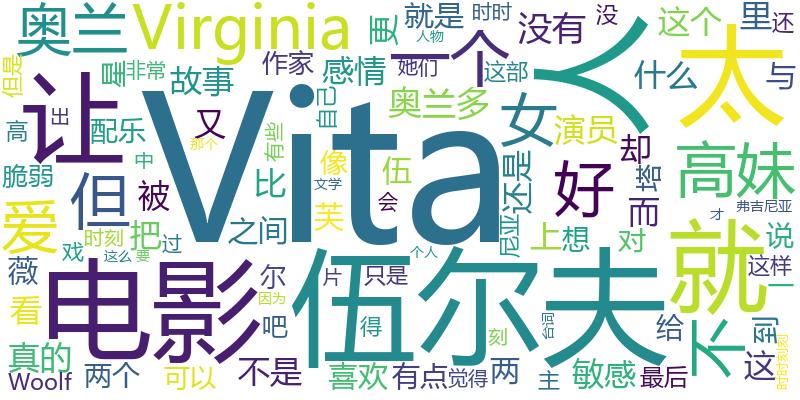 奥兰
Virginia
更
就是
时时
没有
没
里
还
人物
一个
这个
但是
星
非常
故事
作家
感情
她们
这部
人
什么
太
与
高
出
让
Vita
自己
奥兰多
女
配乐
又
有些
演员
却
脆弱
中
那个
比
像
伍
还是
好
塔
高妹
文学
弗吉尼亚
才
但
被
芙
会
尼亚
而
爱
戏
时刻
把
过
之间
上
想
对
就
说
这么
要
个人
这样
薇
电影
尔
片
只是
伍尔夫
一
看
因为
吧
得
刻
台词
给
不
到
真的
这
时时刻刻
Woolf
两个
可以
不是
喜欢
有点
觉得
两
主
敏感
最后